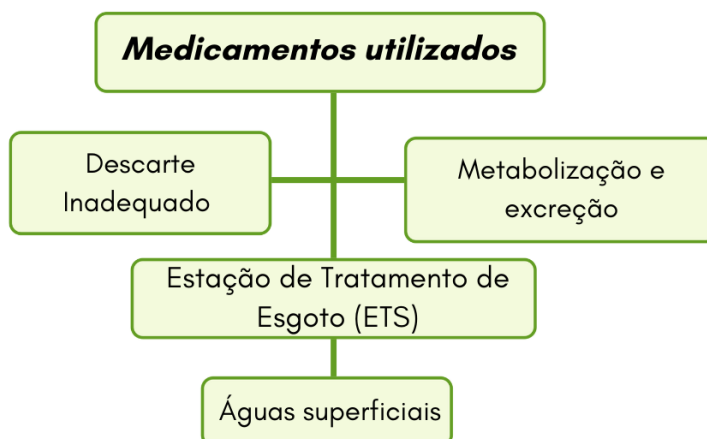 Medicamentos utilizados
Descarte
Inadequado
Metabolização e
excreção
Estação de Tratamento de
Esgoto (ETS)
Águas superficiais